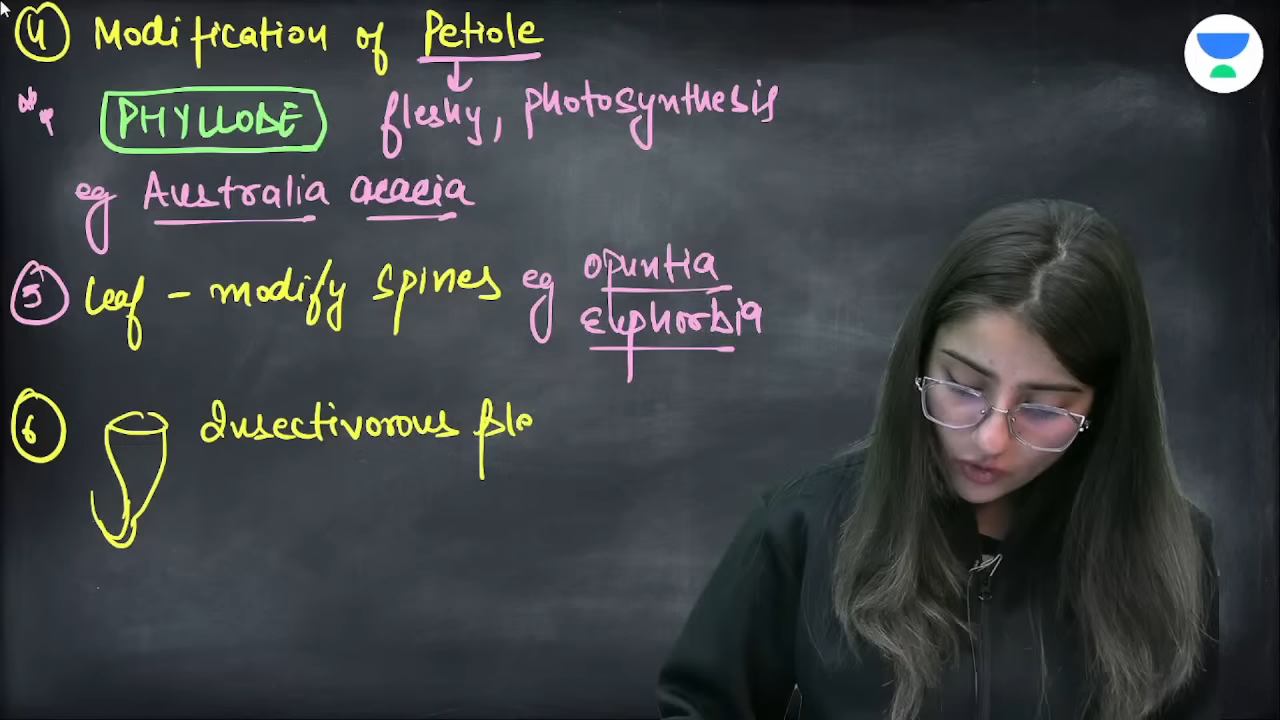 4 Modification of Petiole
PHYLLODE fleshy, photosynthesis
eg Australia acacia
5 leaf - modify spines eg opuntia
euphorbia
6 Insectivorous pla